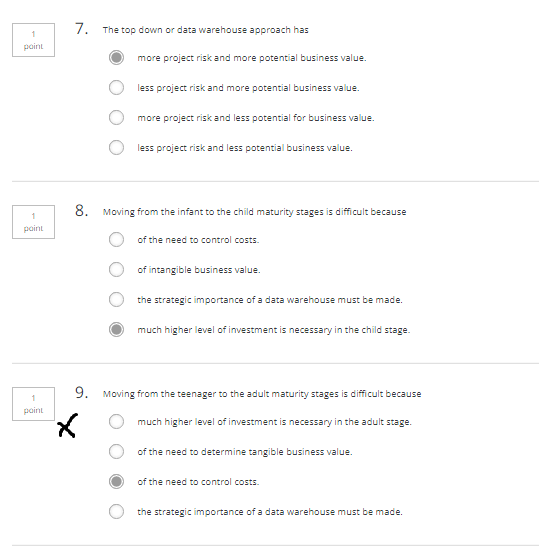 1
point
7. The top down or data warehouse approach has
more project risk and more potential business value.
less project risk and more potential business value.
more project risk and less potential for business value.
less project risk and less potential business value.
1
point
8. Moving from the infant to the child maturity stages is difficult because
of the need to control costs.
of intangible business value.
the strategic importance of a data warehouse must be made.
much higher level of investment is necessary in the child stage.
1
point
9. Moving from the teenager to the adult maturity stages is difficult because
much higher level of investment is necessary in the adult stage.
of the need to determine tangible business value.
of the need to control costs.
the strategic importance of a data warehouse must be made.